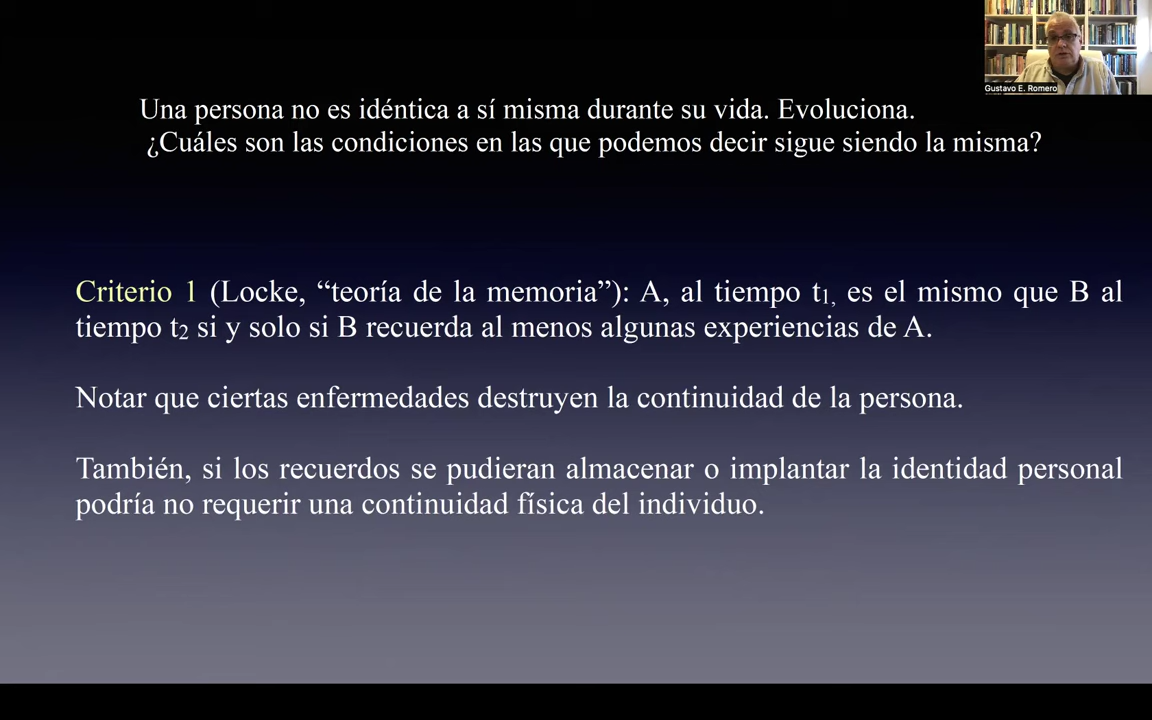 Gustavo E. Romero
Una persona no es idéntica a sí misma durante su vida. Evoluciona.
¿Cuáles son las condiciones en las que podemos decir sigue siendo la misma?
Criterio 1 (Locke, “teoría de la memoria”): A, al tiempo t₁, es el mismo que B al
tiempo t₂ si y solo si B recuerda al menos algunas experiencias de A.
Notar que ciertas enfermedades destruyen la continuidad de la persona.
También, si los recuerdos se pudieran almacenar o implantar la identidad personal
podría no requerir una continuidad física del individuo.